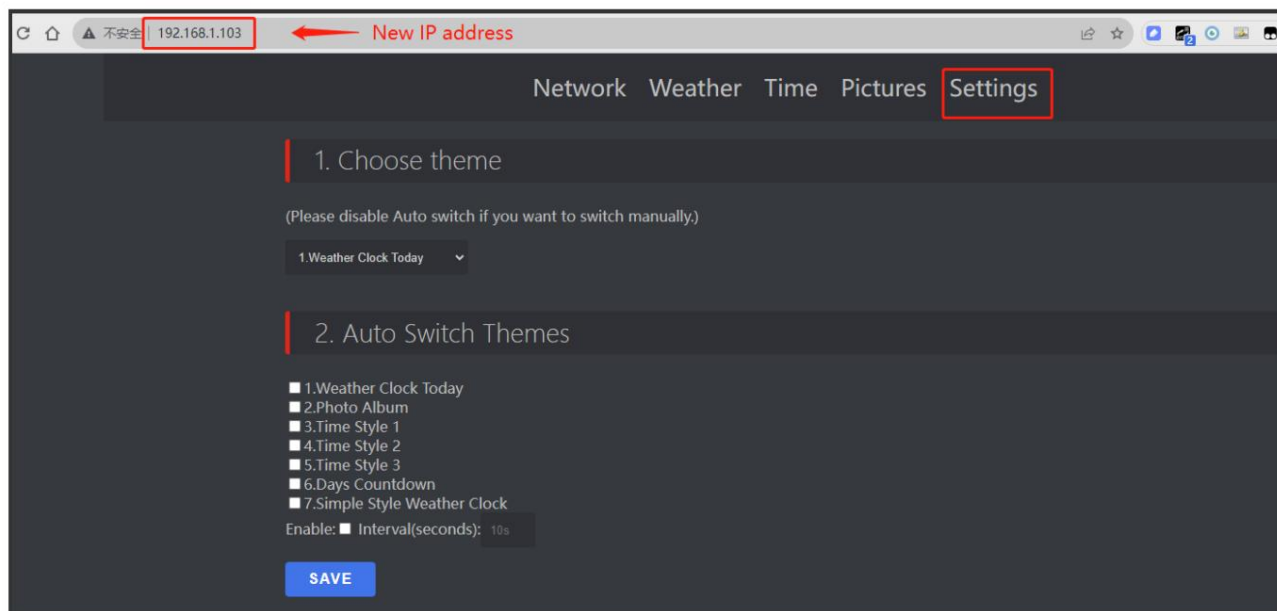 不安全 192.168.1.103 New IP address 2
Network Weather Time Pictures Settings
1. Choose theme
(Please disable Auto switch if you want to switch manually.)
1.Weather Clock Today
2. Auto Switch Themes
1.Weather Clock Today
2.Photo Album
3.Time Style 1
4.Time Style 2
5.Time Style 3
6.Days Countdown
7.Simple Style Weather Clock
Enable: Interval(seconds): 10s
SAVE